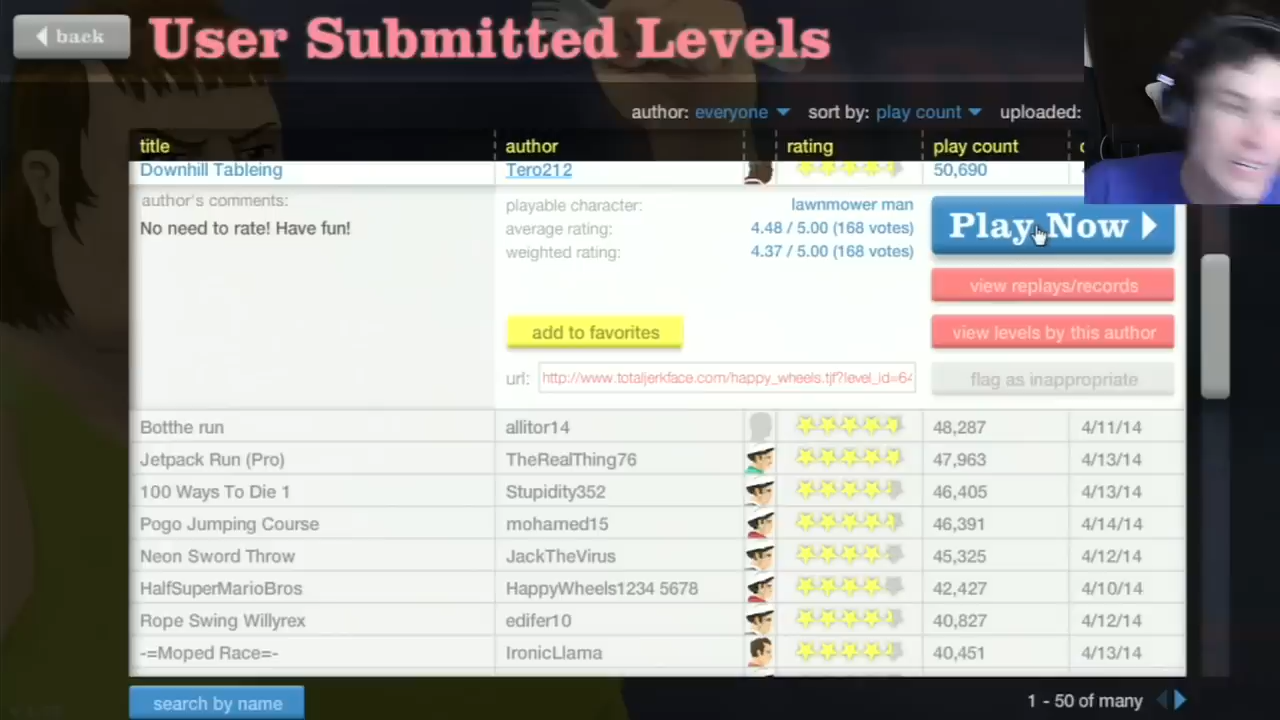 back
User Submitted Levels
author: everyone sort by: play count uploaded:
title author rating play count
Downhill Tableing Tero212 50,690
author's comments:
No need to rate! Have fun!
playable character: lawnmower man
average rating: 4.48 / 5.00 (168 votes)
weighted rating: 4.37 / 5.00 (168 votes)
Play Now
view replays/records
add to favorites
view levels by this author
url: http://www.totaljerkface.com/happy_wheels.tjf?level_id=64
flag as inappropriate
Botthe run allitor14 48,287 4/11/14
Jetpack Run (Pro) TheRealThing76 47,963 4/13/14
100 Ways To Die 1 Stupidity352 46,405 4/13/14
Pogo Jumping Course mohamed15 46,391 4/14/14
Neon Sword Throw JackTheVirus 45,325 4/12/14
HalfSuperMarioBros HappyWheels1234 5678 42,427 4/10/14
Rope Swing Willyrex edifer10 40,827 4/12/14
-=Moped Race=- IronicLlama 40,451 4/13/14
search by name
1 - 50 of many